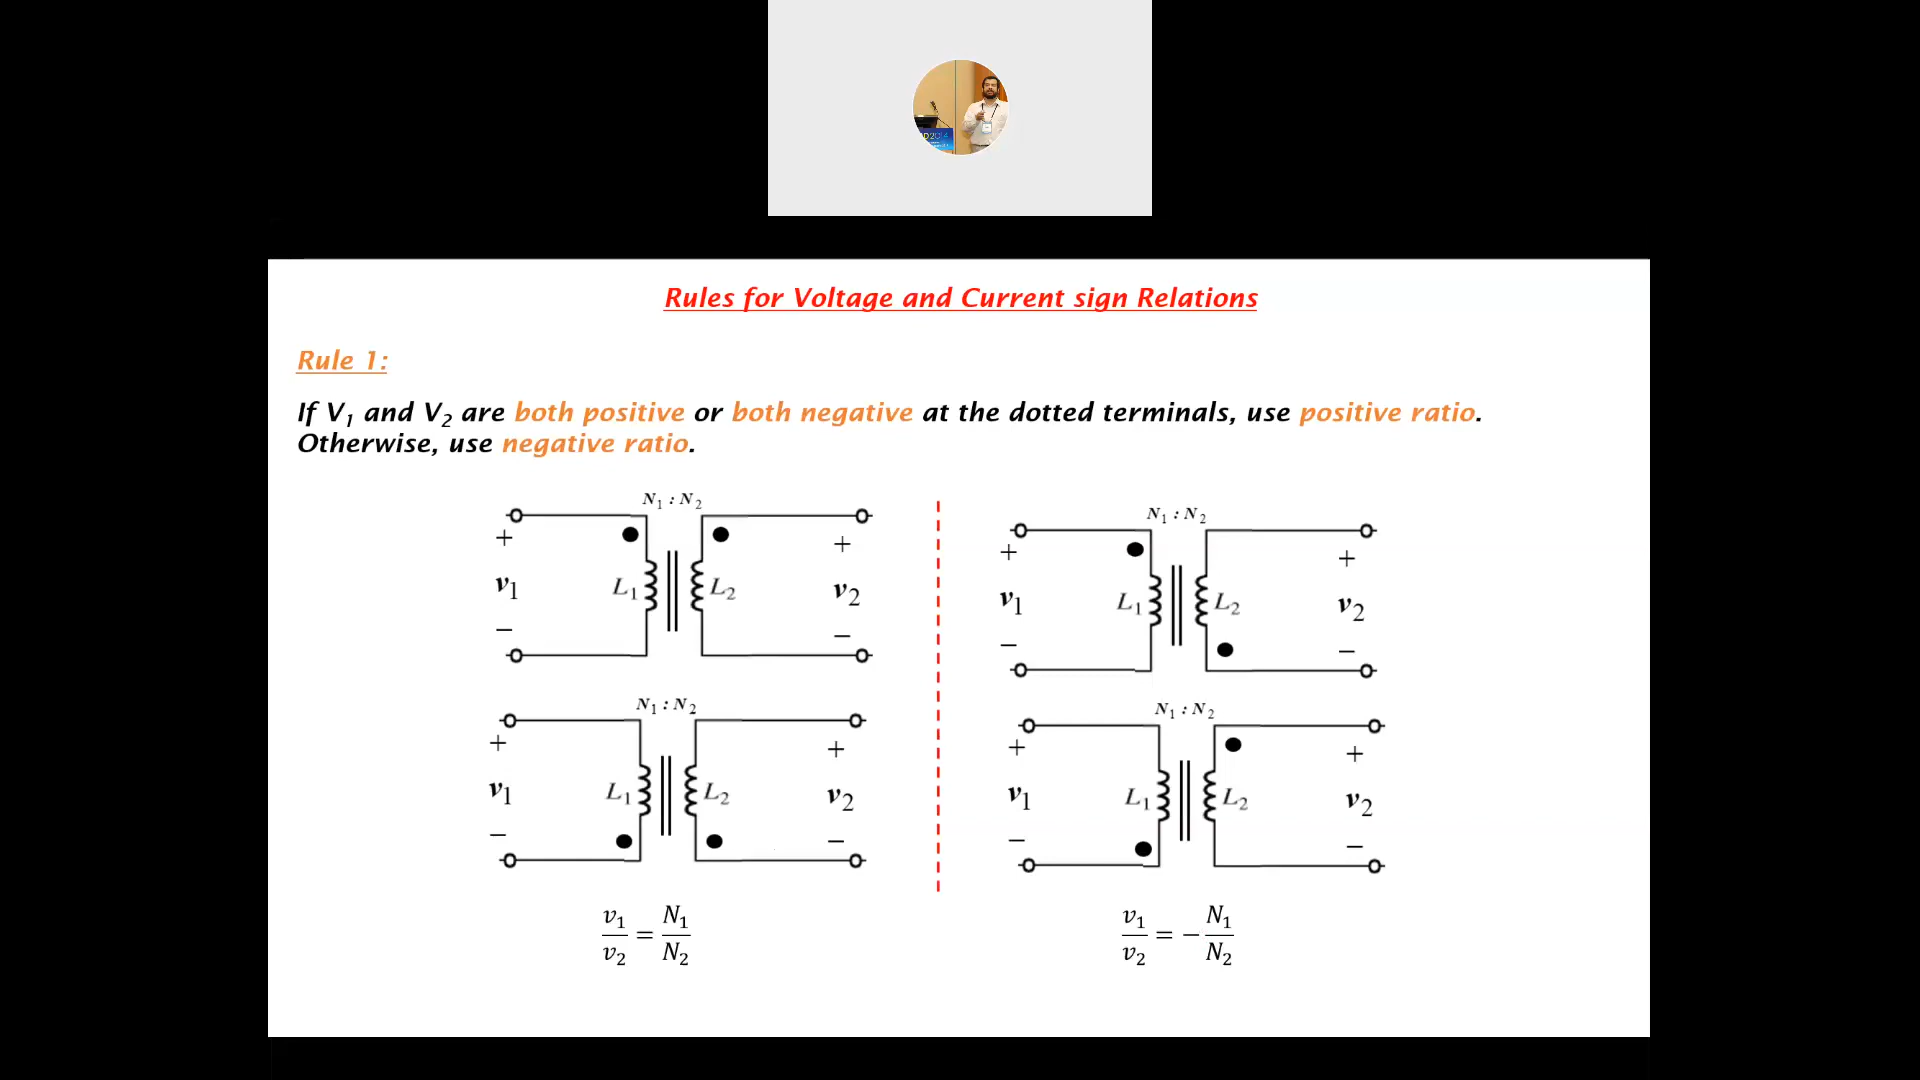 D2014
Rules for Voltage and Current sign Relations
Rule 1:
If V1 and V2 are both positive or both negative at the dotted terminals, use positive ratio.
Otherwise, use negative ratio.
N1 : N2
+ +
v1 L1 L2 v2
− −
N1 : N2
+ +
v1 L1 L2 v2
− −
v1/v2 = N1/N2
N1 : N2
+ +
v1 L1 L2 v2
− −
N1 : N2
+ +
v1 L1 L2 v2
− −
v1/v2 = −N1/N2